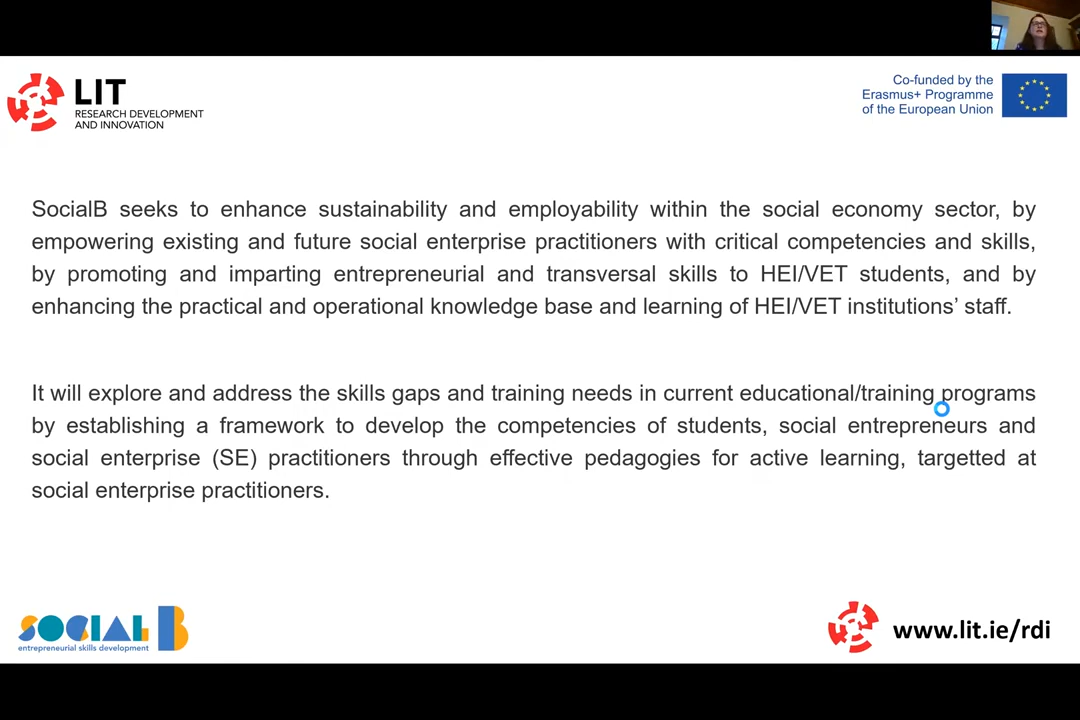 LIT
RESEARCH DEVELOPMENT
AND INNOVATION
Co-funded by the
Erasmus+ Programme
of the European Union
SocialB seeks to enhance sustainability and employability within the social economy sector, by
empowering existing and future social enterprise practitioners with critical competencies and skills,
by promoting and imparting entrepreneurial and transversal skills to HEI/VET students, and by
enhancing the practical and operational knowledge base and learning of HEI/VET institutions’ staff.
It will explore and address the skills gaps and training needs in current educational/training programs
by establishing a framework to develop the competencies of students, social entrepreneurs and
social enterprise (SE) practitioners through effective pedagogies for active learning, targetted at
social enterprise practitioners.
SOCIAL B
entrepreneurial skills development
www.lit.ie/rdi